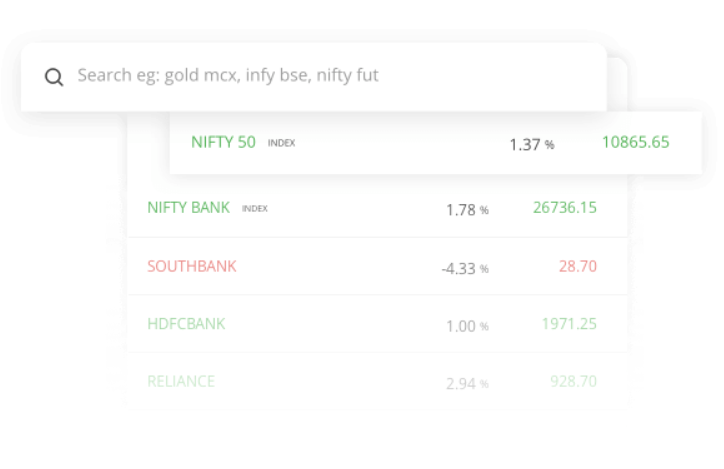 Search eg: gold mcx, infy bse, nifty fut
NIFTY 50 INDEX 1.37 % 10865.65
NIFTY BANK INDEX 1.78 % 26736.15
SOUTHBANK -4.33 % 28.70
HDFCBANK 1.00 % 1971.25
RELIANCE 2.94 % 928.70